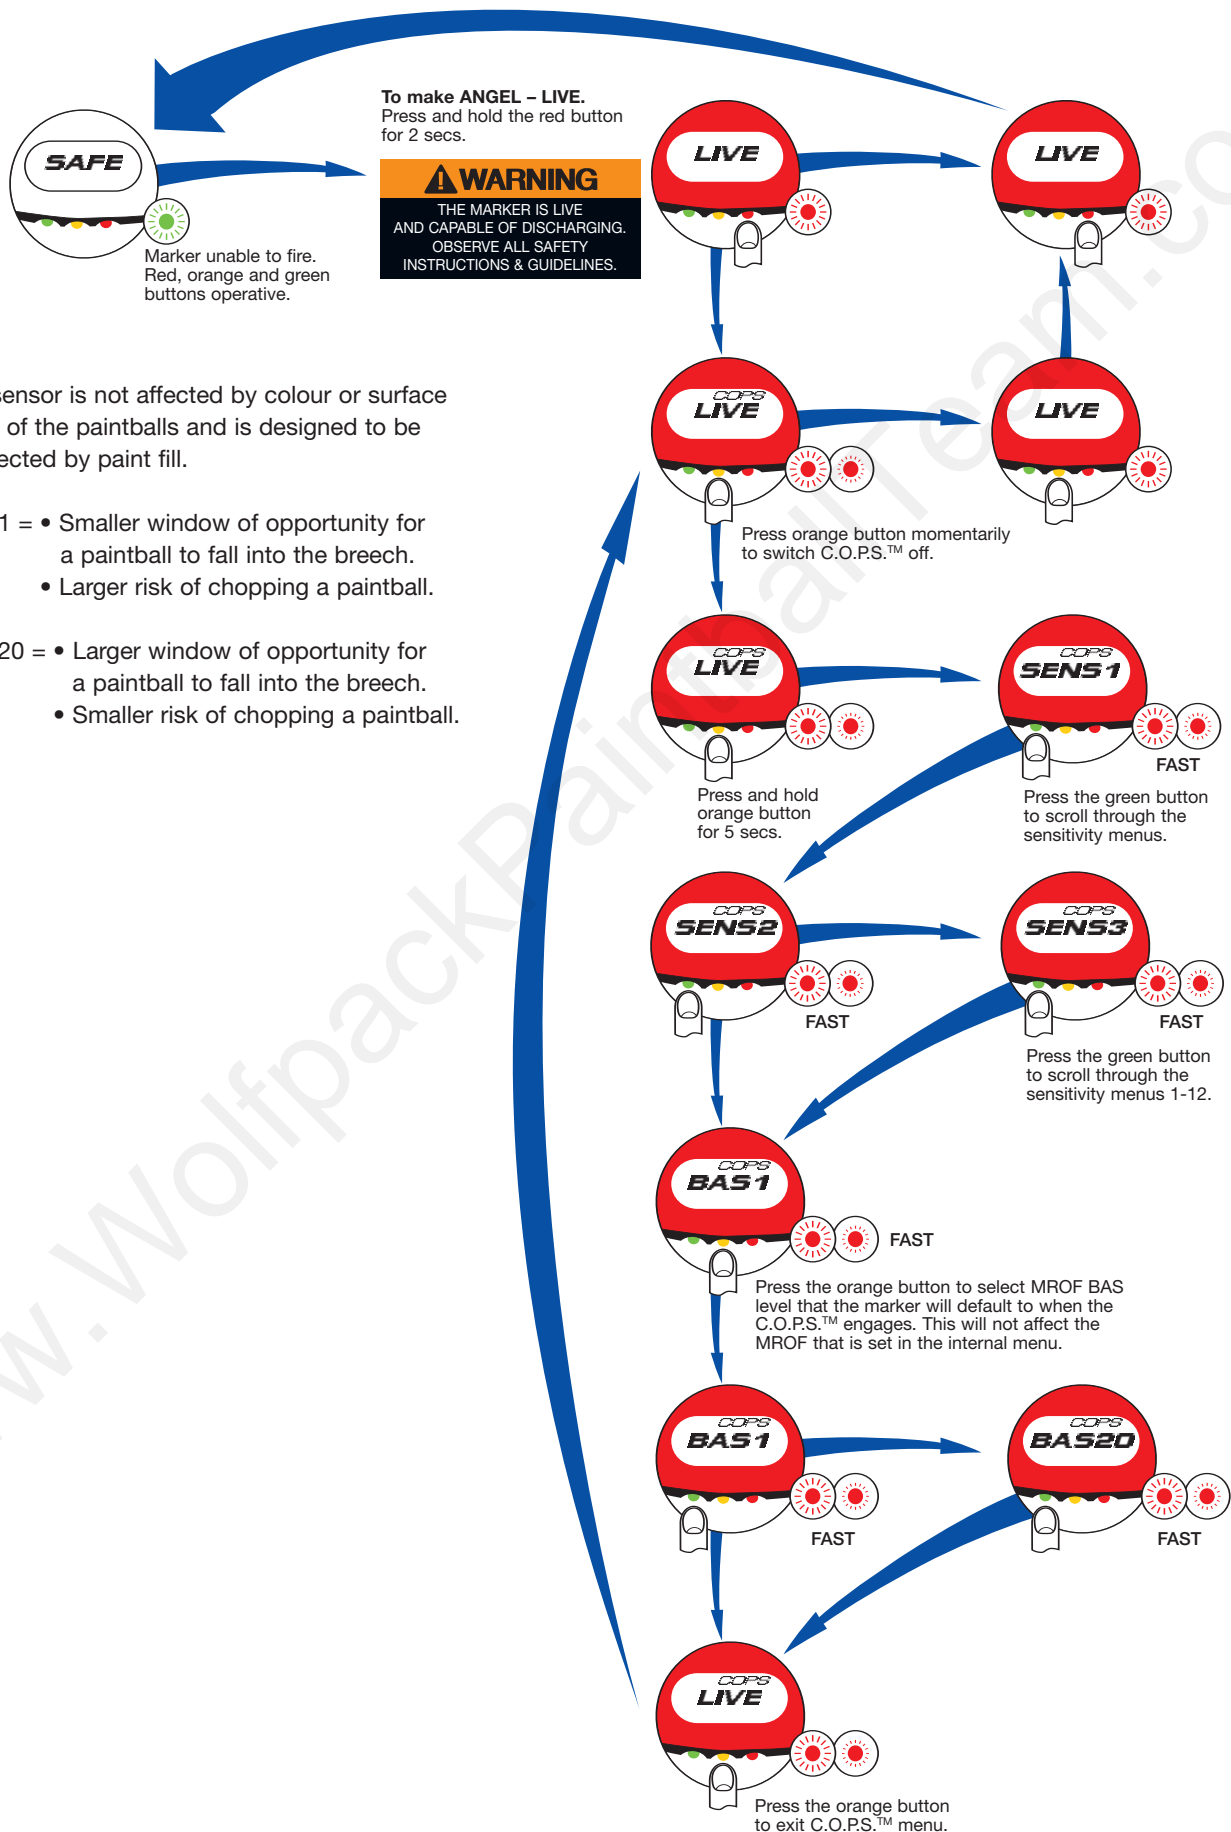 To make ANGEL – LIVE.
Press and hold the red button
for 2 secs.
SAFE
WARNING
THE MARKER IS LIVE
AND CAPABLE OF DISCHARGING.
OBSERVE ALL SAFETY
INSTRUCTIONS & GUIDELINES.
Marker unable to fire.
Red, orange and green
buttons operative.
LIVE
LIVE
sensor is not affected by colour or surface
of the paintballs and is designed to be
ected by paint fill.
1 = • Smaller window of opportunity for
a paintball to fall into the breech.
• Larger risk of chopping a paintball.
20 = • Larger window of opportunity for
a paintball to fall into the breech.
• Smaller risk of chopping a paintball.
COPS
LIVE
LIVE
Press orange button momentarily
to switch C.O.P.S.™ off.
COPS
LIVE
Press and hold
orange button
for 5 secs.
COPS
SENS1
FAST
Press the green button
to scroll through the
sensitivity menus.
COPS
SENS2
FAST
COPS
SENS3
FAST
Press the green button
to scroll through the
sensitivity menus 1-12.
COPS
BAS1
FAST
Press the orange button to select MROF BAS
level that the marker will default to when the
C.O.P.S.™ engages. This will not affect the
MROF that is set in the internal menu.
COPS
BAS1
FAST
COPS
BAS20
FAST
COPS
LIVE
Press the orange button
to exit C.O.P.S.™ menu.
w.WolfpackPaintballTeam.co